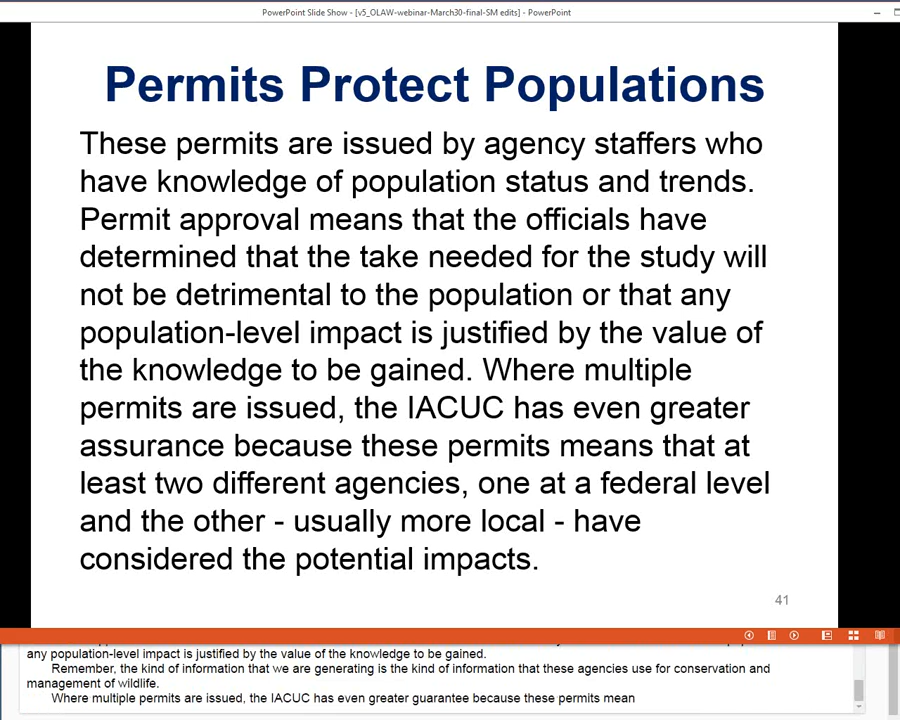 PowerPoint Slide Show - [v5_OLAW-webinar-March30-final-SM edits] - PowerPoint
Permits Protect Populations
These permits are issued by agency staffers who
have knowledge of population status and trends.
Permit approval means that the officials have
determined that the take needed for the study will
not be detrimental to the population or that any
population-level impact is justified by the value of
the knowledge to be gained. Where multiple
permits are issued, the IACUC has even greater
assurance because these permits means that at
least two different agencies, one at a federal level
and the other - usually more local - have
considered the potential impacts.
41
any population-level impact is justified by the value of the knowledge to be gained.
Remember, the kind of information that we are generating is the kind of information that these agencies use for conservation and
management of wildlife.
Where multiple permits are issued, the IACUC has even greater guarantee because these permits mean